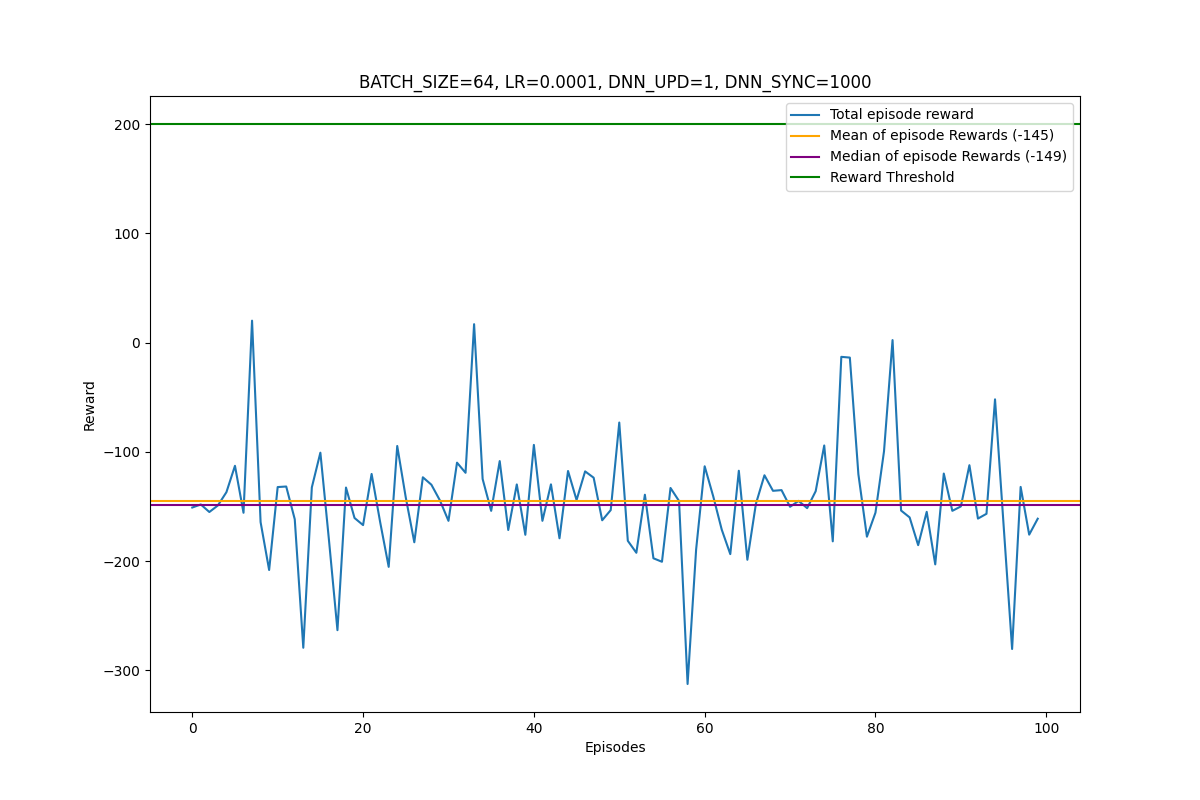 BATCH_SIZE=64, LR=0.0001, DNN_UPD=1, DNN_SYNC=1000
Total episode reward
Mean of episode Rewards (-145)
Median of episode Rewards (-149)
Reward Threshold
200
100
0
−100
−200
−300
Reward
0
20
40
60
80
100
Episodes